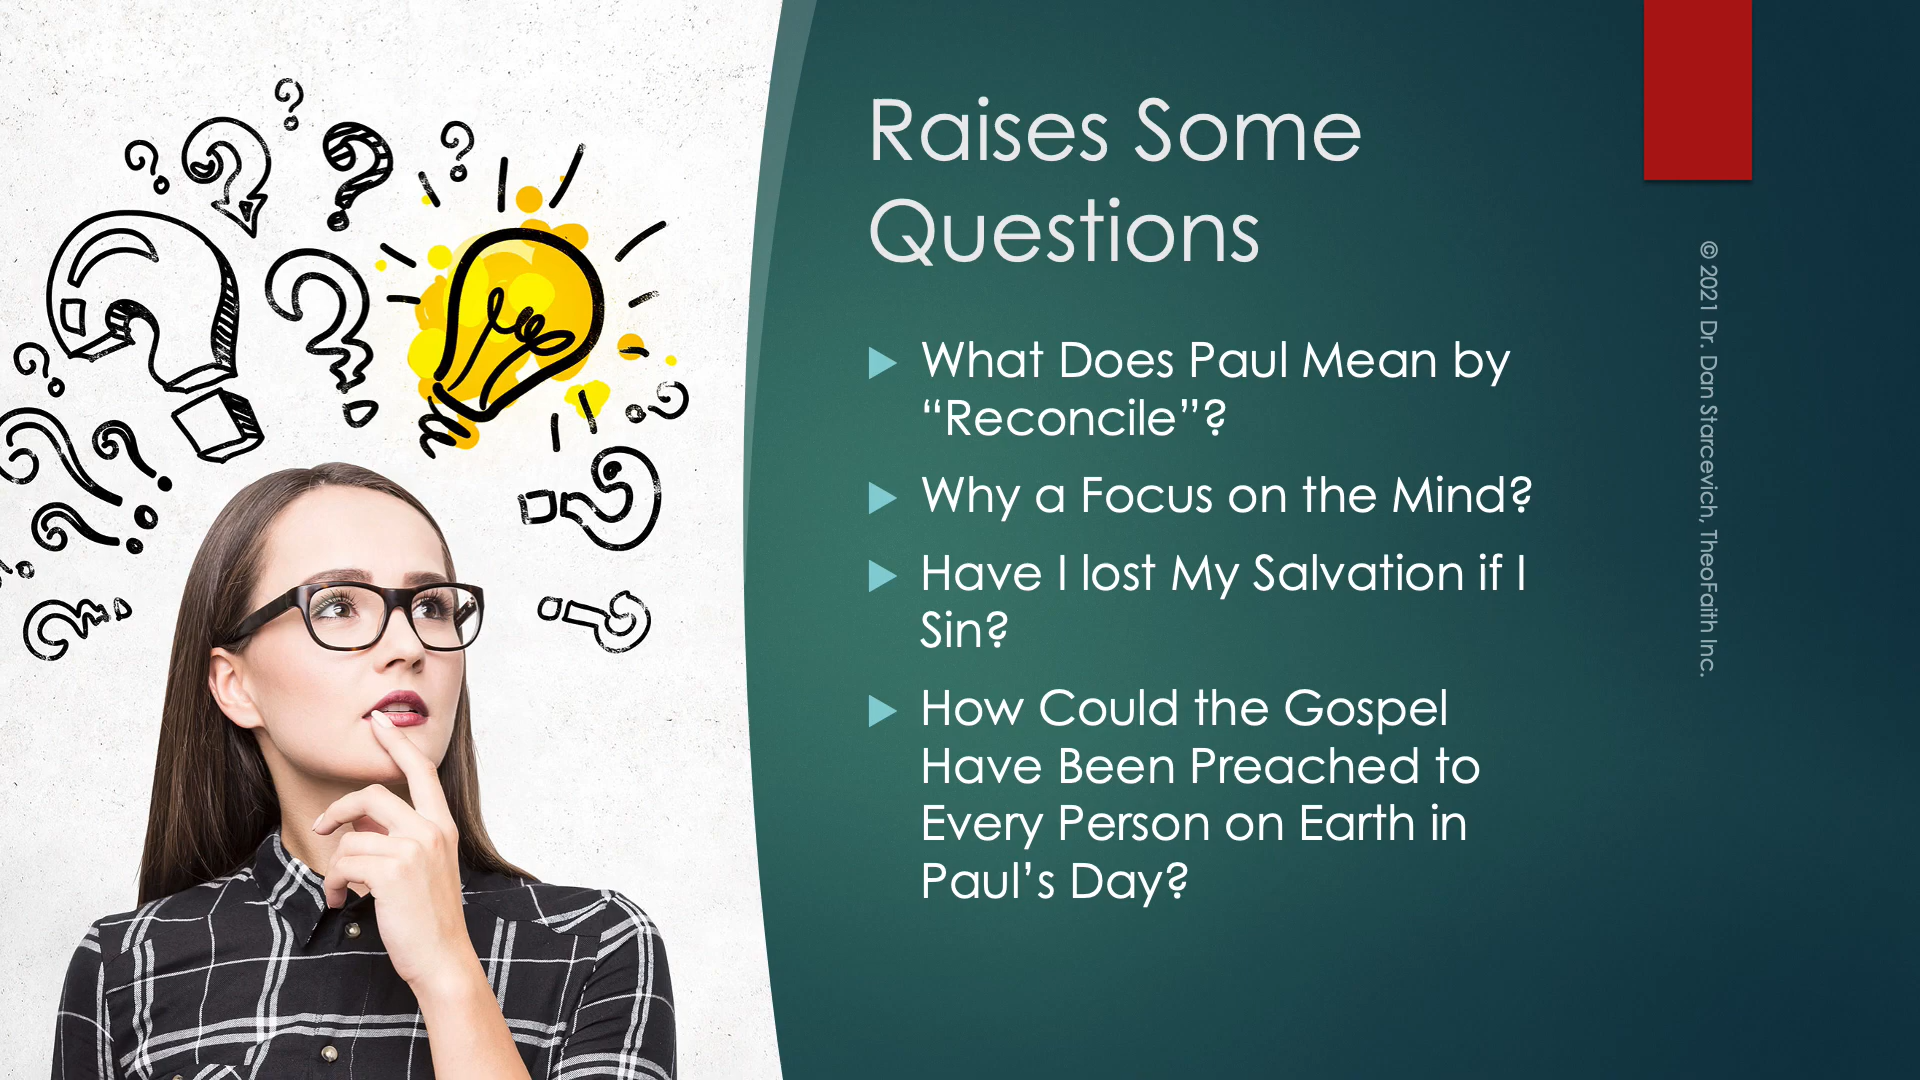 Raises Some
Questions
What Does Paul Mean by
“Reconcile”?
Why a Focus on the Mind?
Have I lost My Salvation if I
Sin?
How Could the Gospel
Have Been Preached to
Every Person on Earth in
Paul’s Day?
© 2021 Dr. Dan Starcevich, TheoFaith Inc.